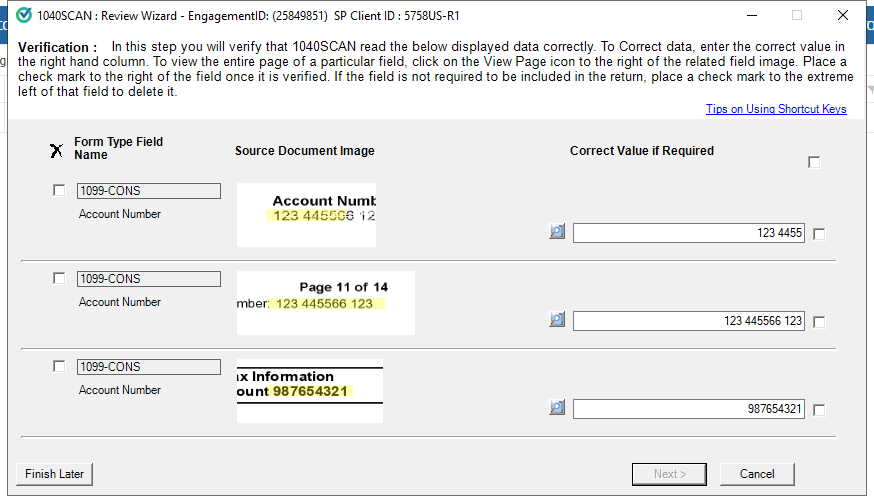 1040SCAN : Review Wizard - EngagementID: (25849851)  SP Client ID : 5758US-R1
Verification :    In this step you will verify that 1040SCAN read the below displayed data correctly. To Correct data, enter the correct value in
the right hand column. To view the entire page of a particular field, click on the View Page icon to the right of the related field image. Place a
check mark to the right of the field once it is verified. If the field is not required to be included in the return, place a check mark to the extreme
left of that field to delete it.
Tips on Using Shortcut Keys
X Form Type Field
Name
Source Document Image
Correct Value if Required
1099-CONS
Account Number
Account Numb
123 445566 12
123 4455
1099-CONS
Account Number
Page 11 of 14
mber: 123 445566 123
123 445566 123
1099-CONS
Account Number
ax Information
ount 987654321
987654321
Finish Later
Next >
Cancel